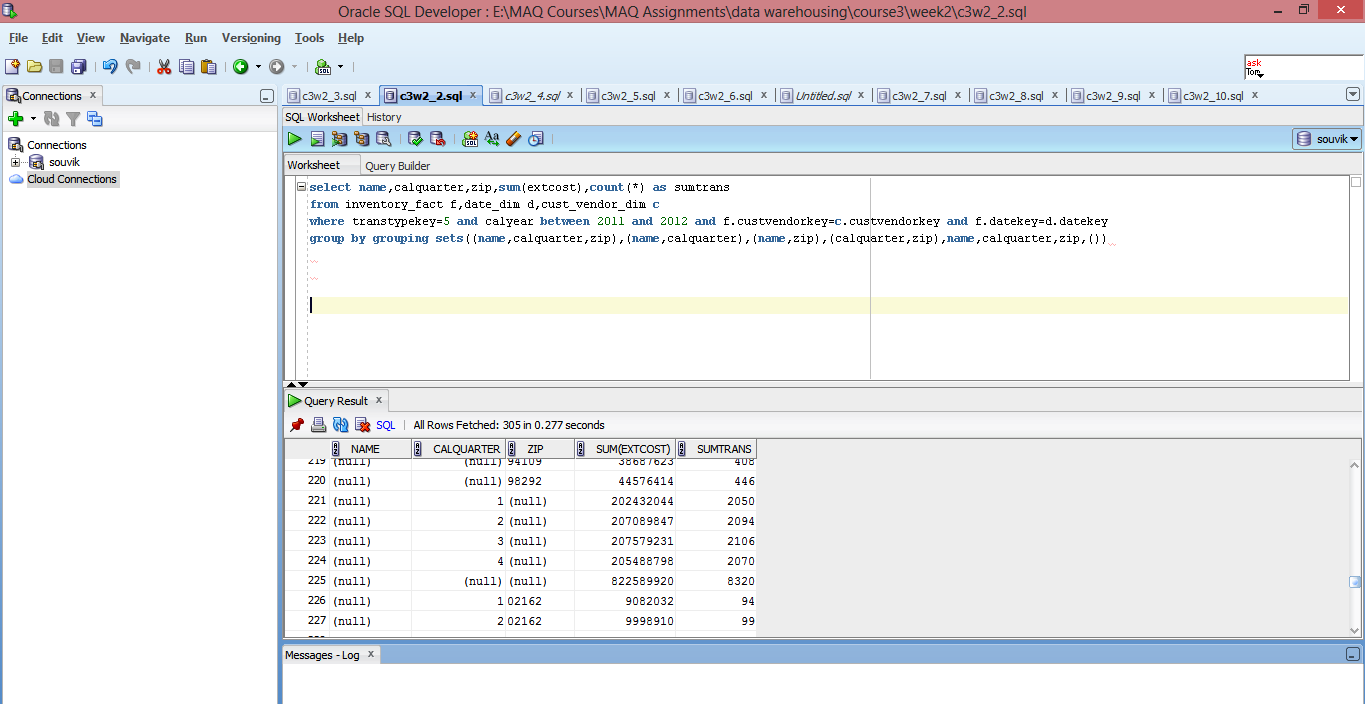 Oracle SQL Developer : E:\MAQ Courses\MAQ Assignments\data warehousing\course3\week2\c3w2_2.sql
File Edit View Navigate Run Versioning Tools Help
ask
Tom
Connections x
Connections
souvik
Cloud Connections
c3w2_3.sql x c3w2_2.sql x c3w2_4.sql x c3w2_5.sql x c3w2_6.sql x Untitled.sql x c3w2_7.sql x c3w2_8.sql x c3w2_9.sql x c3w2_10.sql x
SQL Worksheet History
souvik
Worksheet Query Builder
select name,calquarter,zip,sum(extcost),count(*) as sumtrans
from inventory_fact f,date_dim d,cust_vendor_dim c
where transtypekey=5 and calyear between 2011 and 2012 and f.custvendorkey=c.custvendorkey and f.datekey=d.datekey
group by grouping sets((name,calquarter,zip),(name,calquarter),(name,zip),(calquarter,zip),name,calquarter,zip,())
Query Result x
SQL | All Rows Fetched: 305 in 0.277 seconds
NAME CALQUARTER ZIP SUM(EXTCOST) SUMTRANS
219 (null) (null) 94109 38687623 408
220 (null) (null) 98292 44576414 446
221 (null) 1 (null) 202432044 2050
222 (null) 2 (null) 207089847 2094
223 (null) 3 (null) 207579231 2106
224 (null) 4 (null) 205488798 2070
225 (null) (null) (null) 822589920 8320
226 (null) 1 02162 9082032 94
227 (null) 2 02162 9998910 99
Messages - Log x